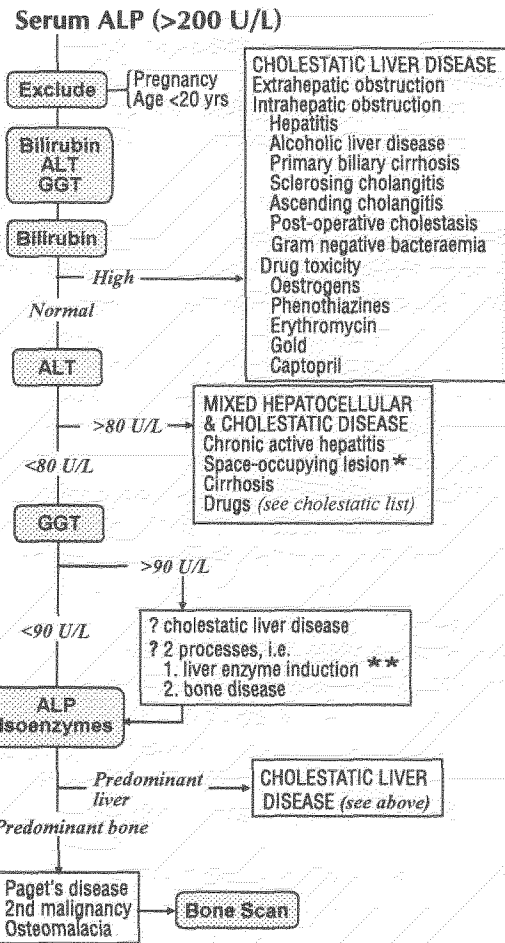 Serum ALP (>200 U/L)
Exclude
Pregnancy
Age <20 yrs
Bilirubin
ALT
GGT
Bilirubin
High
Normal
CHOLESTATIC LIVER DISEASE
Extrahepatic obstruction
Intrahepatic obstruction
Hepatitis
Alcoholic liver disease
Primary biliary cirrhosis
Sclerosing cholangitis
Ascending cholangitis
Post-operative cholestasis
Gram negative bacteraemia
Drug toxicity
Oestrogens
Phenothiazines
Erythromycin
Gold
Captopril
ALT
>80 U/L
<80 U/L
MIXED HEPATOCELLULAR
& CHOLESTATIC DISEASE
Chronic active hepatitis
Space-occupying lesion *
Cirrhosis
Drugs (see cholestatic list)
GGT
>90 U/L
<90 U/L
? cholestatic liver disease
? 2 processes, i.e.
1. liver enzyme induction **
2. bone disease
ALP
Isoenzymes
Predominant
liver
CHOLESTATIC LIVER
DISEASE (see above)
Predominant bone
Paget's disease
2nd malignancy
Osteomalacia
Bone Scan